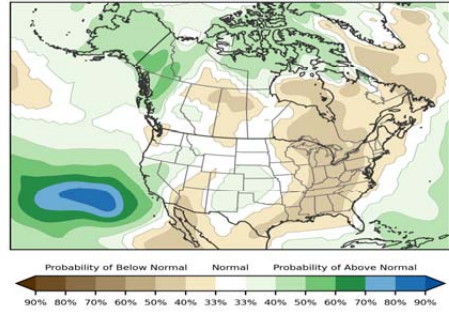 Probability of Below Normal Normal Probability of Above Normal
90% 80% 70% 60% 50% 40% 33% 33% 40% 50% 60% 70% 80% 90%